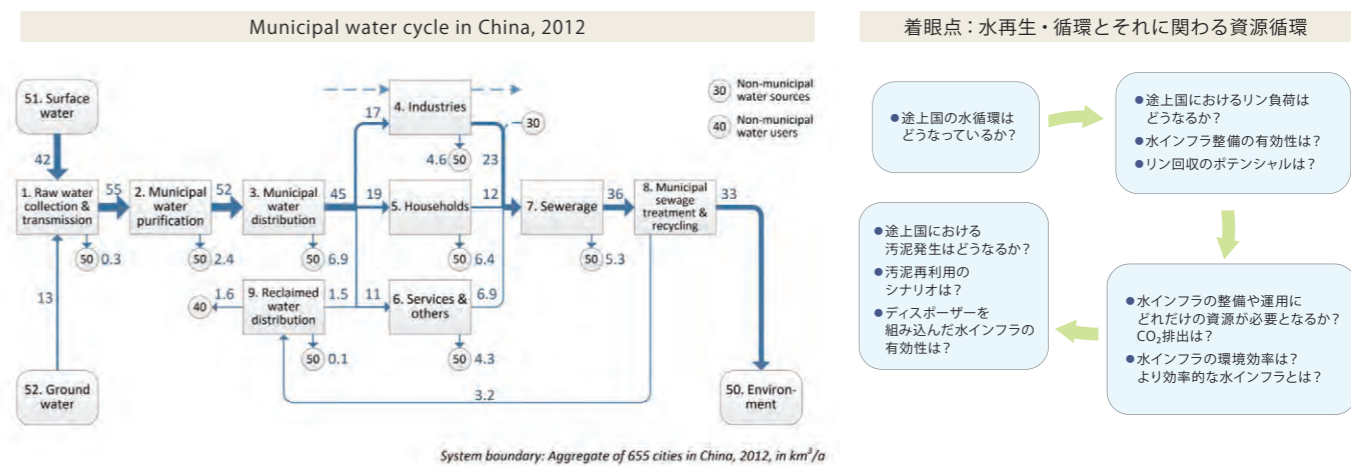 Municipal water cycle in China, 2012
51. Surface
water
42
1. Raw water
collection &
transmission
55
50
0.3
13
52. Ground
water
2. Municipal
water
purification
52
50
2.4
3. Municipal
water
distribution
45
50
6.9
17
4. Industries
4.6
50
23
30
19
5. Households
12
50
6.4
11
6. Services &
others
6.9
50
4.3
40
1.6
9. Reclaimed
water
distribution
1.5
50
0.1
7. Sewerage
36
50
5.3
8. Municipal
sewage
treatment &
recycling
33
3.2
50. Environ-
ment
30
Non-municipal
water sources
40
Non-municipal
water users
System boundary: Aggregate of 655 cities in China, 2012, in km³/a
着眼点：水再生・循環とそれに関わる資源循環
●途上国の水循環は
どうなっているか？
●途上国におけるリン負荷は
どうなるか？
●水インフラ整備の有効性は？
●リン回収のポテンシャルは？
●水インフラの整備や運用に
どれだけの資源が必要となるか？
CO₂排出は？
●水インフラの環境効率は？
より効率的な水インフラとは？
●途上国における
汚泥発生はどうなるか？
●汚泥再利用の
シナリオは？
●ディスポーザーを
組み込んだ水インフラの
有効性は？